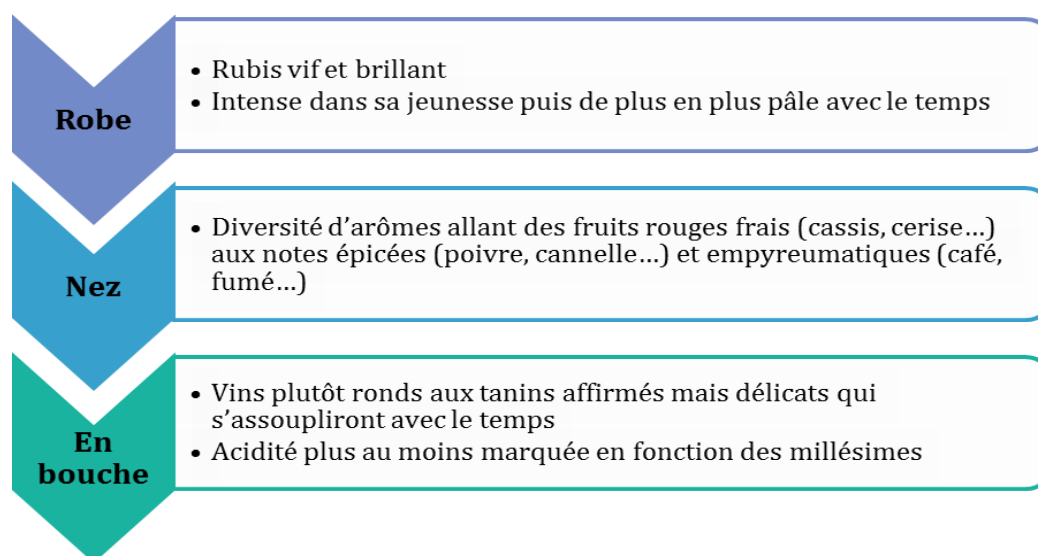 Robe
• Rubis vif et brillant
• Intense dans sa jeunesse puis de plus en plus pâle avec le temps
Nez
• Diversité d’arômes allant des fruits rouges frais (cassis, cerise…)
aux notes épicées (poivre, cannelle…) et empyreumatiques (café,
fumé…)
En
bouche
• Vins plutôt ronds aux tanins affirmés mais délicats qui
s’assoupliront avec le temps
• Acidité plus au moins marquée en fonction des millésimes